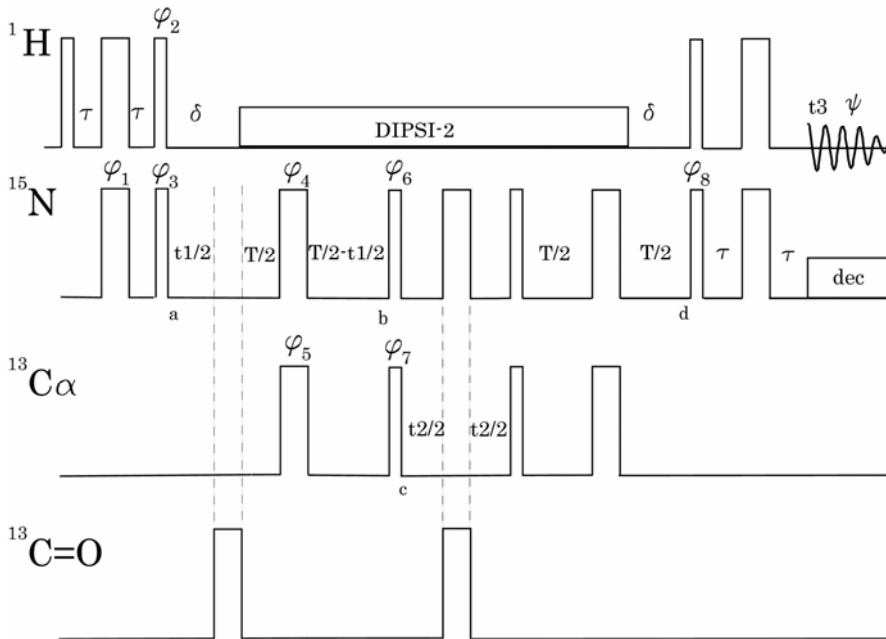 φ2
¹H
τ τ δ DIPSI-2 δ t3 ψ
φ1 φ3 φ4 φ6 φ8
¹⁵N
t1/2 T/2 T/2-t1/2 T/2 T/2 τ τ
dec
a b d
φ5 φ7
¹³Cα
t2/2 t2/2
c
¹³C=O